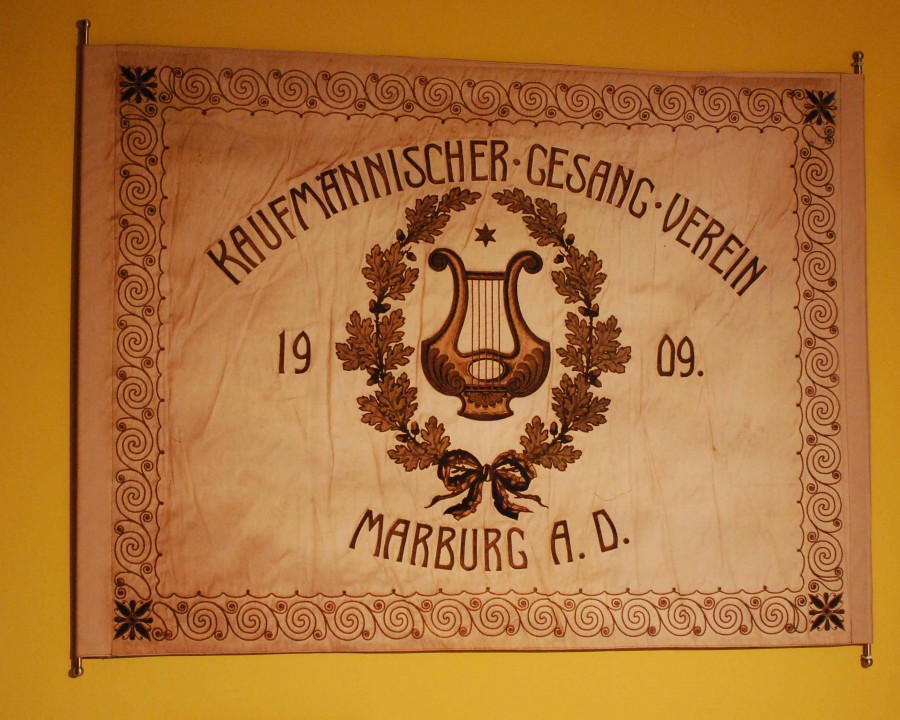 KAUFMÄNNISCHER · GESANG · VEREIN
19 09.
MARBURG A. D.